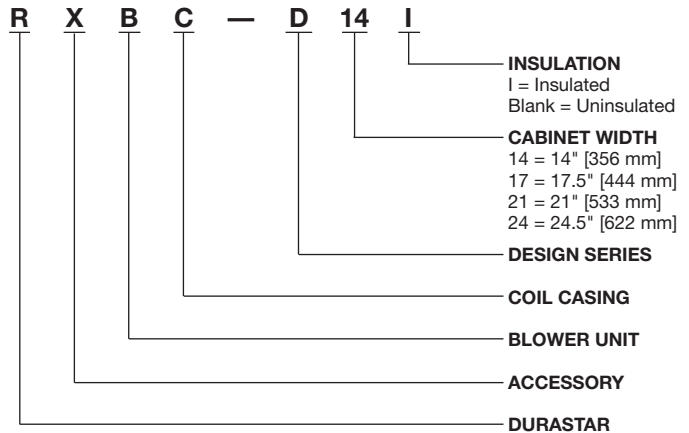 R X B C — D 14 I
INSULATION
I = Insulated
Blank = Uninsulated
CABINET WIDTH
14 = 14" [356 mm]
17 = 17.5" [444 mm]
21 = 21" [533 mm]
24 = 24.5" [622 mm]
DESIGN SERIES
COIL CASING
BLOWER UNIT
ACCESSORY
DURASTAR